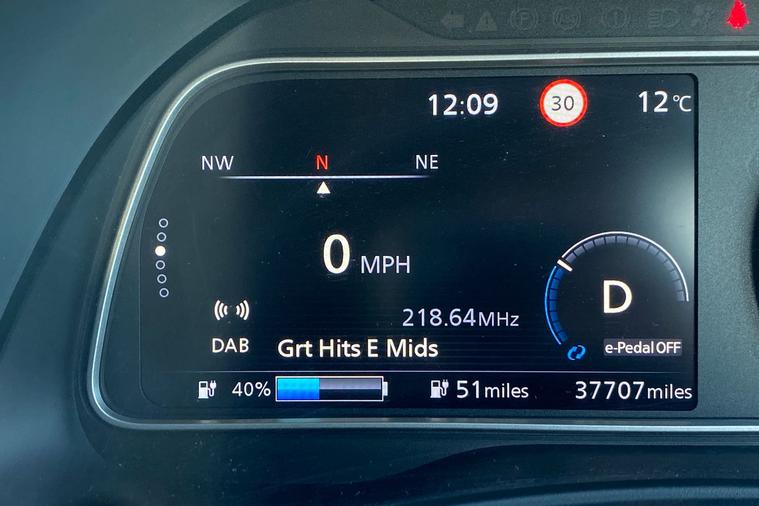 12:09 30 12°C
NW N NE
0 MPH
D
218.64MHz
e-Pedal OFF
DAB Grt Hits E Mids
40% 51miles 37707miles